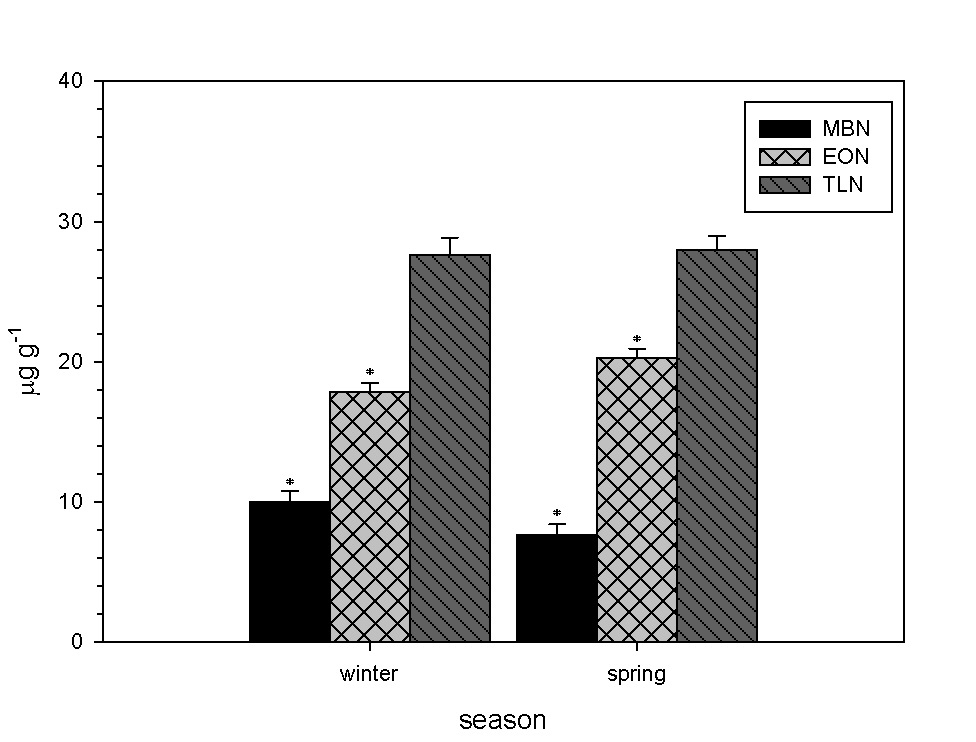 40
30
20
10
0
µg g-1
MBN
EON
TLN
*
*
*
*
winter
spring
season